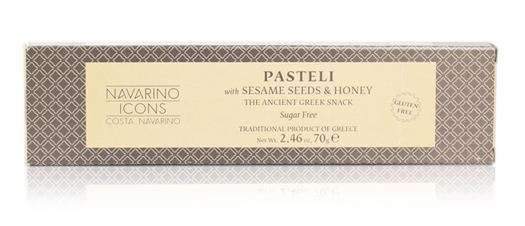 NAVARINO
ICONS
COSTA NAVARINO
PASTELI
with SESAME SEEDS & HONEY
THE ANCIENT GREEK SNACK
Sugar Free
TRADITIONAL PRODUCT OF GREECE
Net Wt. 2.46 oz. 70g e
GLUTEN
FREE